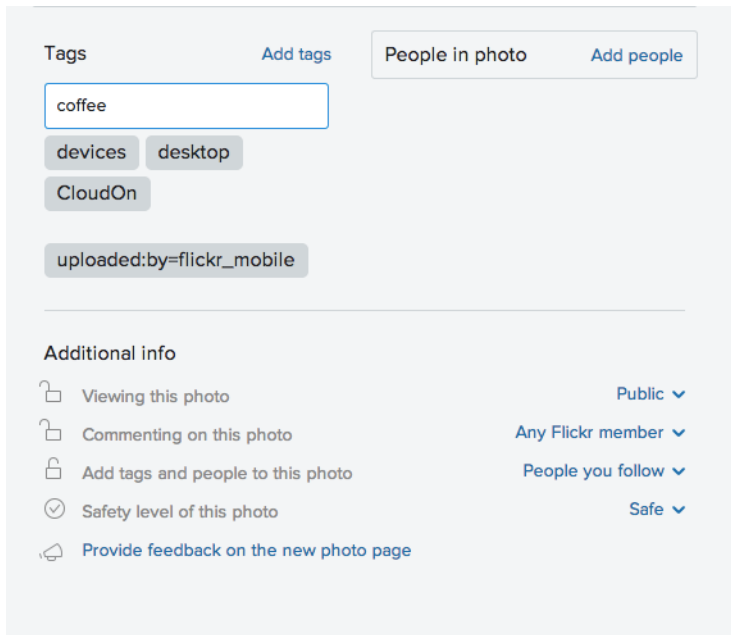 Tags Add tags
People in photo Add people
coffee
devices desktop
CloudOn
uploaded:by=flickr_mobile
Additional info
Viewing this photo Public
Commenting on this photo Any Flickr member
Add tags and people to this photo People you follow
Safety level of this photo Safe
Provide feedback on the new photo page